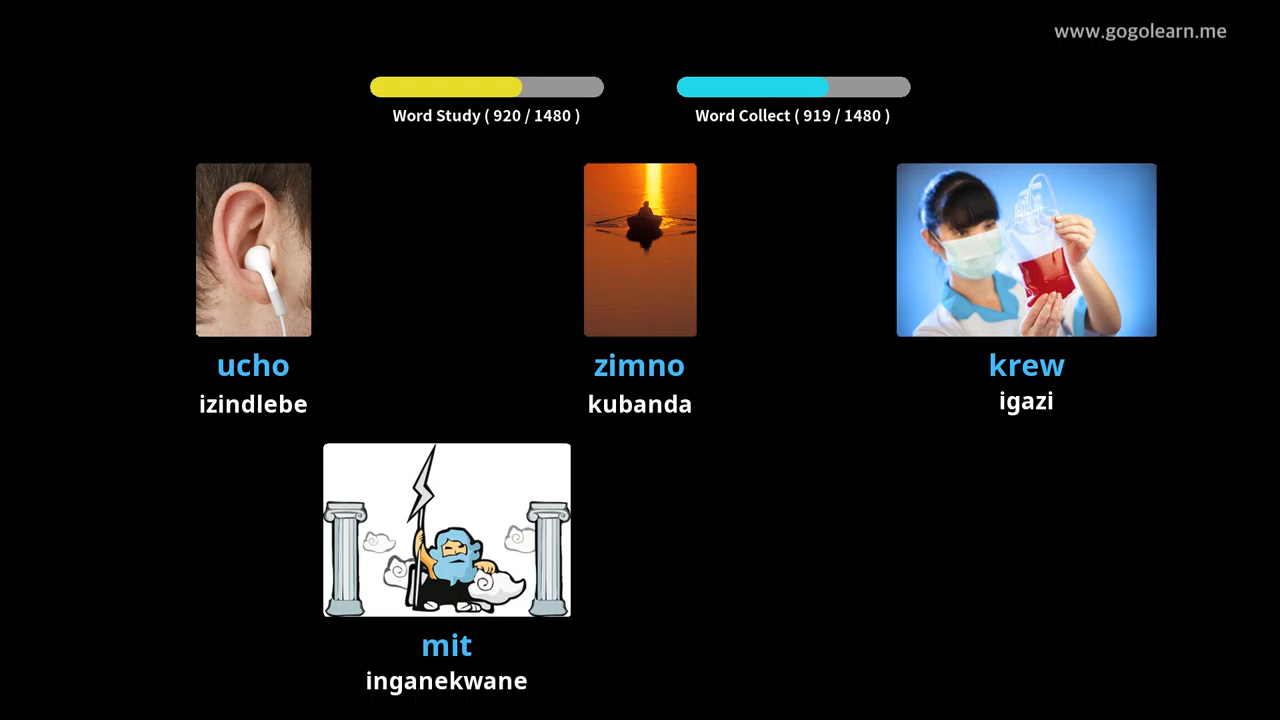 www.gogolearn.me
Word Study ( 920 / 1480 )
Word Collect ( 919 / 1480 )
ucho
izindlebe
zimno
kubanda
krew
igazi
mit
inganekwane